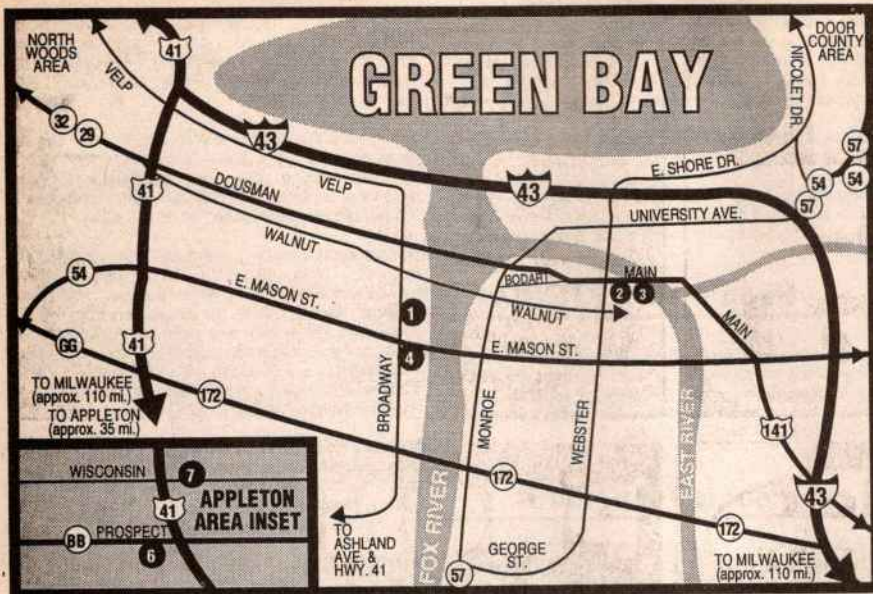 NORTH
WOODS
AREA
VELP
41
GREEN BAY
NICOLET DR.
DOOR
COUNTY
AREA
32
29
43
41
VELP
DOUSMAN
WALNUT
43
E. SHORE DR.
57
54
54
57
UNIVERSITY AVE.
54
E. MASON ST.
BODART
MAIN
2 3
1
WALNUT
MAIN
GG
41
4
E. MASON ST.
TO MILWAUKEE
(approx. 110 mi.)
TO APPLETON
(approx. 35 mi.)
172
BROADWAY
MONROE
WEBSTER
141
FOX RIVER
EAST RIVER
172
43
172
WISCONSIN
7
41
APPLETON
AREA INSET
BB
PROSPECT
6
TO
ASHLAND
AVE. &
HWY. 41
GEORGE
ST.
57
TO MILWAUKEE
(approx. 110 mi.)